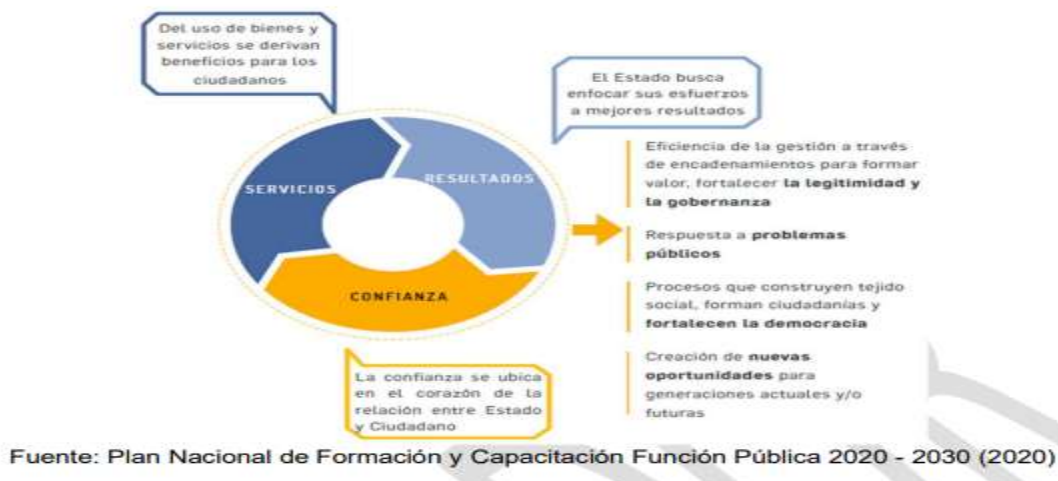 Del uso de bienes y
servicios se derivan
beneficios para los
ciudadanos
El Estado busca
enfocar sus esfuerzos
a mejores resultados
SERVICIOS
RESULTADOS
CONFIANZA
Eficiencia de la gestión a través
de encadenamientos para formar
valor, fortalecer la legitimidad y
la gobernanza
Respuesta a problemas
públicos
Procesos que construyen tejido
social, forman ciudadanías y
fortalecen la democracia
Creación de nuevas
oportunidades para
generaciones actuales y/o
futuras
La confianza se ubica
en el corazón de la
relación entre Estado
y Ciudadano
Fuente: Plan Nacional de Formación y Capacitación Función Pública 2020 - 2030 (2020)